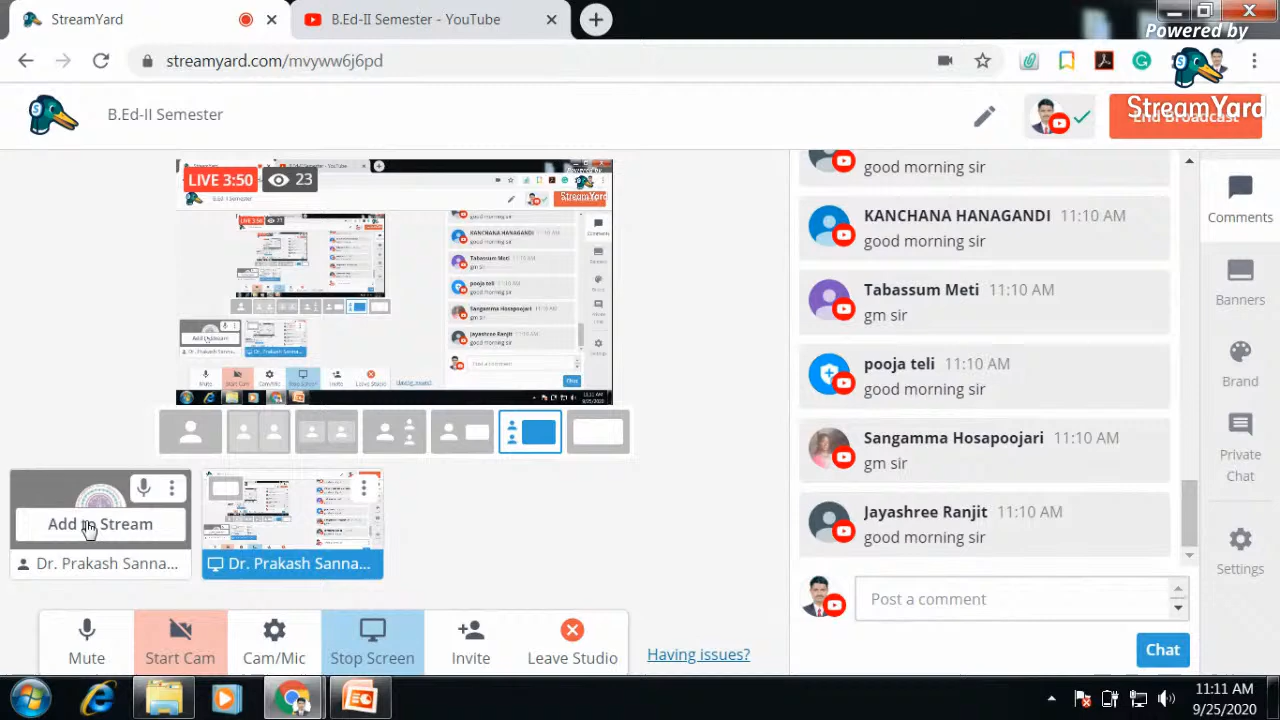 StreamYard
B.Ed-II Semester - YouTube
Powered by
streamyard.com/mvyww6j6pd
StreamYard
B.Ed-II Semester
End Broadcast
LIVE 3:50
23
good morning sir
KANCHANA HANAGANDI 11:10 AM
good morning sir
Tabassum Meti 11:10 AM
gm sir
pooja teli 11:10 AM
good morning sir
Sangamma Hosapoojari 11:10 AM
gm sir
Jayashree Ranjit 11:10 AM
good morning sir
Post a comment
Chat
Comments
Banners
Brand
Private
Chat
Settings
Add to Stream
Dr. Prakash Sanna...
Dr. Prakash Sanna...
Mute
Start Cam
Cam/Mic
Stop Screen
Invite
Leave Studio
Having issues?
11:11 AM
9/25/2020